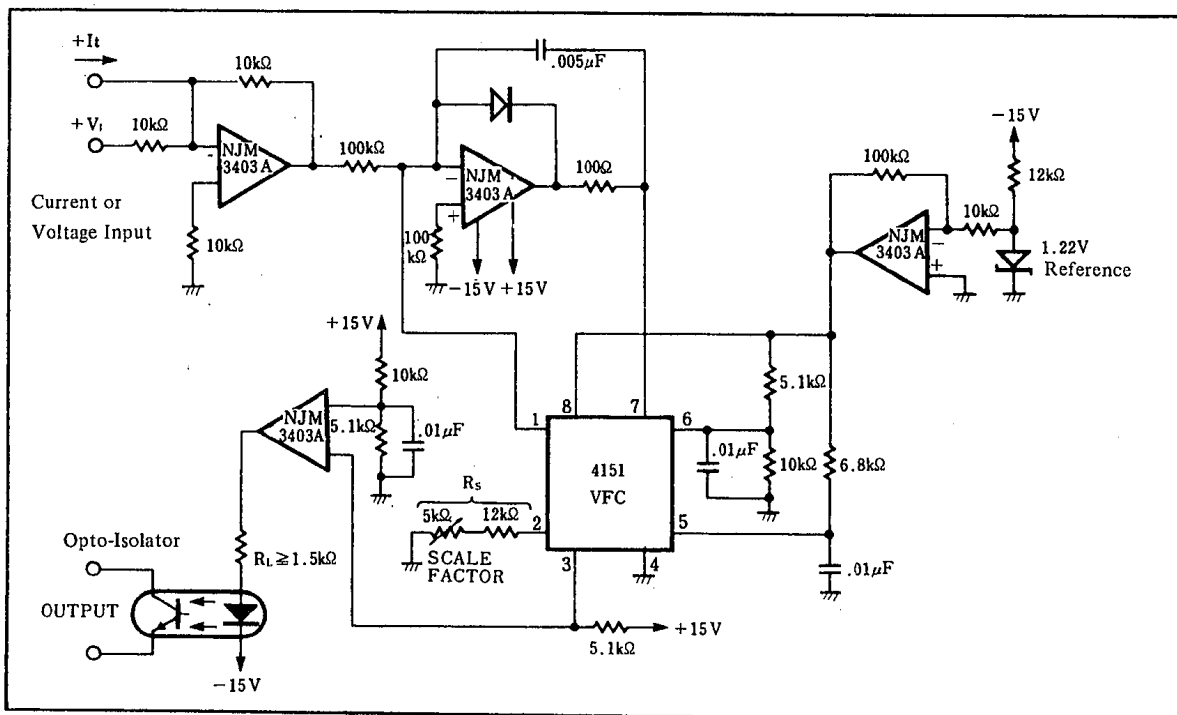 +It
10kΩ
.005μF
+V₁
10kΩ
-
NJM
3403A
100kΩ
-
NJM
3403A
+
+
100Ω
Current or
Voltage Input
10kΩ
100
kΩ
-15V +15V
-15V
100kΩ
12kΩ
10kΩ
NJM
3403A
-
+
1.22V
Reference
+15V
10kΩ
NJM
3403A
5.1kΩ
.01μF
5.1kΩ
1
8
7
6
.01μF
10kΩ
6.8kΩ
4151
VFC
Rs
5kΩ
12kΩ
2
5
SCALE
FACTOR
3
4
.01μF
Opto-Isolator
RL≧1.5kΩ
OUTPUT
+15V
5.1kΩ
-15V